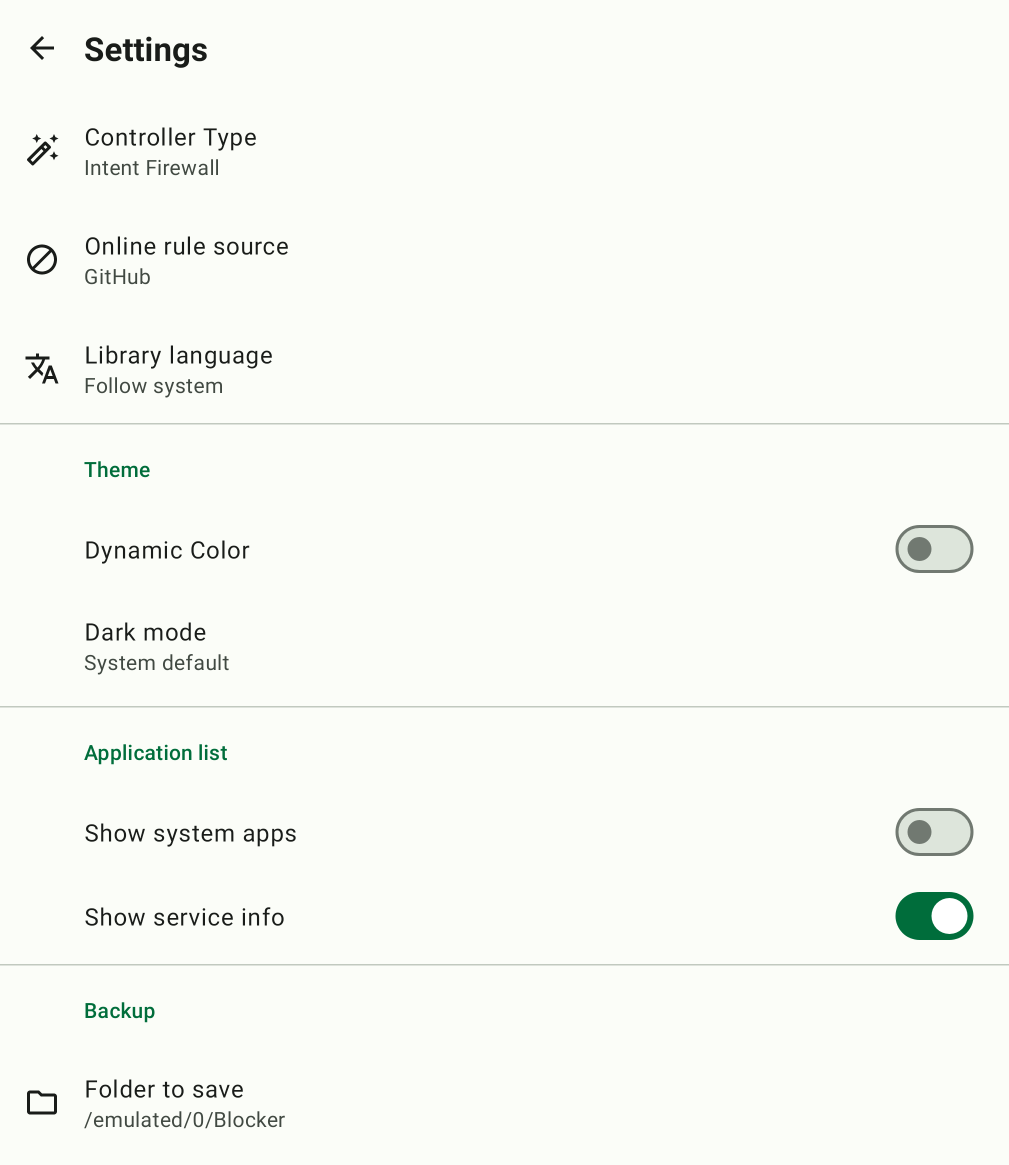 Settings
Controller Type
Intent Firewall
Online rule source
GitHub
Library language
Follow system
Theme
Dynamic Color
Dark mode
System default
Application list
Show system apps
Show service info
Backup
Folder to save
/emulated/0/Blocker